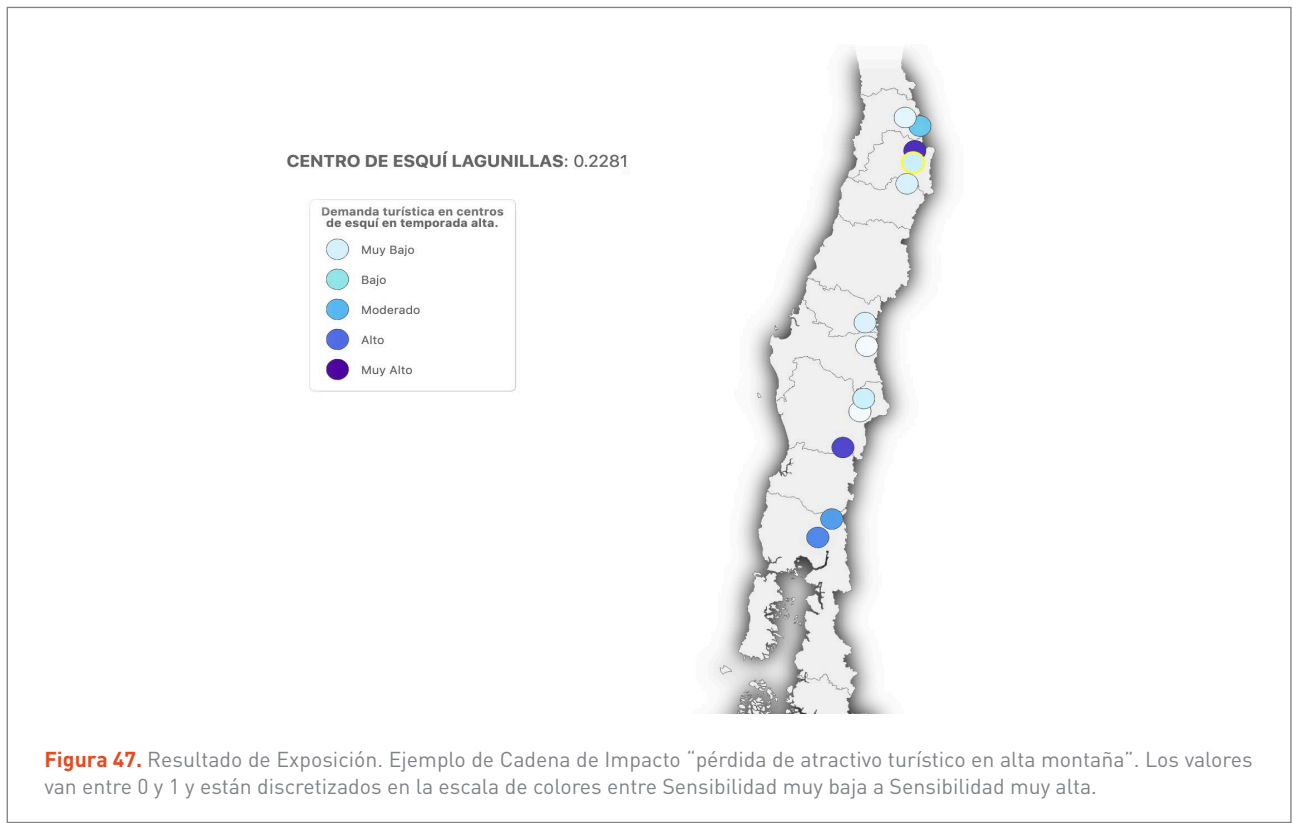 CENTRO DE ESQUÍ LAGUNILLAS: 0.2281
Demanda turística en centros
de esquí en temporada alta.
Muy Bajo
Bajo
Moderado
Alto
Muy Alto
Figura 47. Resultado de Exposición. Ejemplo de Cadena de Impacto “pérdida de atractivo turístico en alta montaña”. Los valores
van entre 0 y 1 y están discretizados en la escala de colores entre Sensibilidad muy baja a Sensibilidad muy alta.